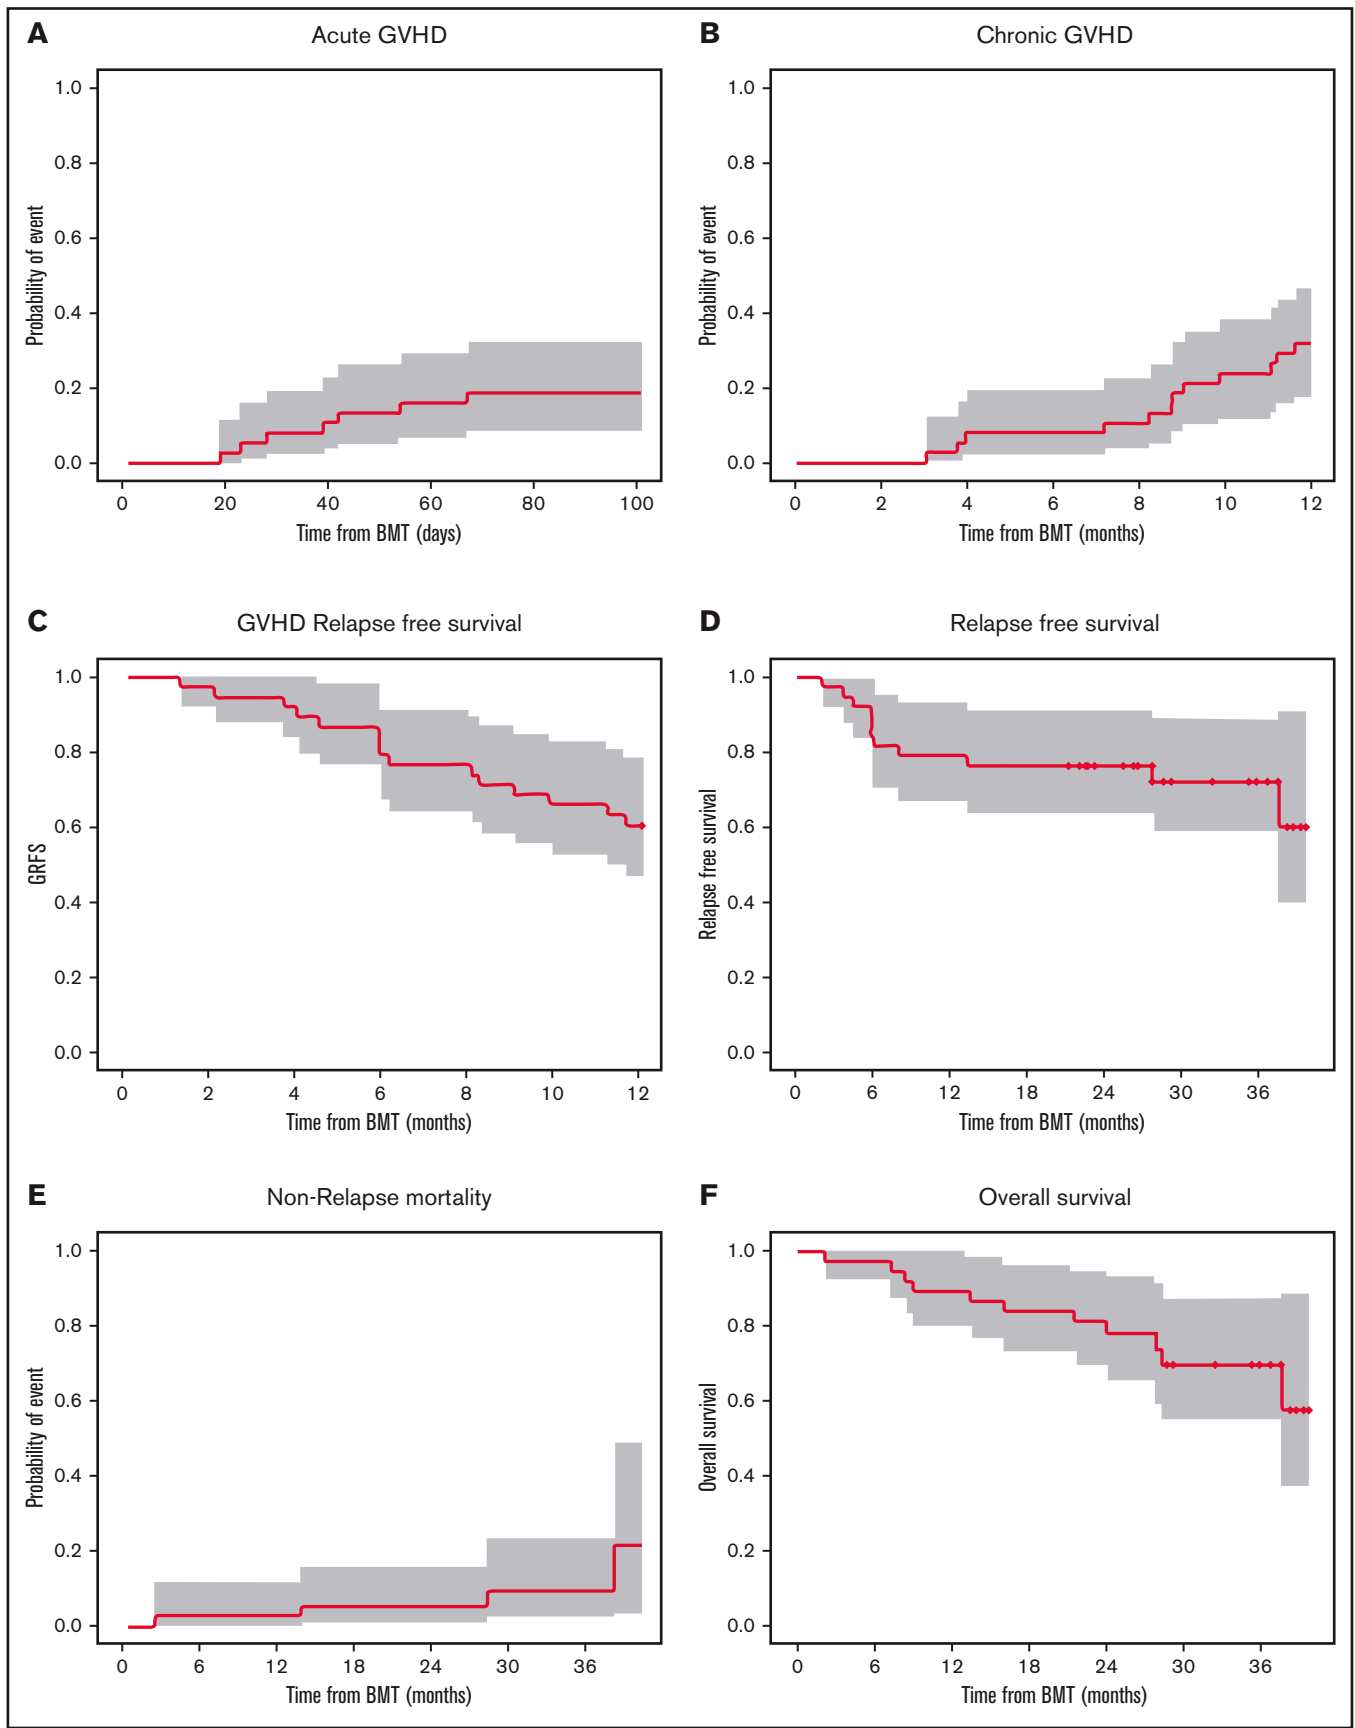 A
Acute GVHD
Probability of event
1.0
0.8
0.6
0.4
0.2
0.0
0 20 40 60 80 100
Time from BMT (days)
B
Chronic GVHD
Probability of event
1.0
0.8
0.6
0.4
0.2
0.0
0 2 4 6 8 10 12
Time from BMT (months)
C
GVHD Relapse free survival
GRFS
1.0
0.8
0.6
0.4
0.2
0.0
0 2 4 6 8 10 12
Time from BMT (months)
D
Relapse free survival
Relapse free survival
1.0
0.8
0.6
0.4
0.2
0.0
0 6 12 18 24 30 36
Time from BMT (months)
E
Non-Relapse mortality
Probability of event
1.0
0.8
0.6
0.4
0.2
0.0
0 6 12 18 24 30 36
Time from BMT (months)
F
Overall survival
Overall survival
1.0
0.8
0.6
0.4
0.2
0.0
0 6 12 18 24 30 36
Time from BMT (months)